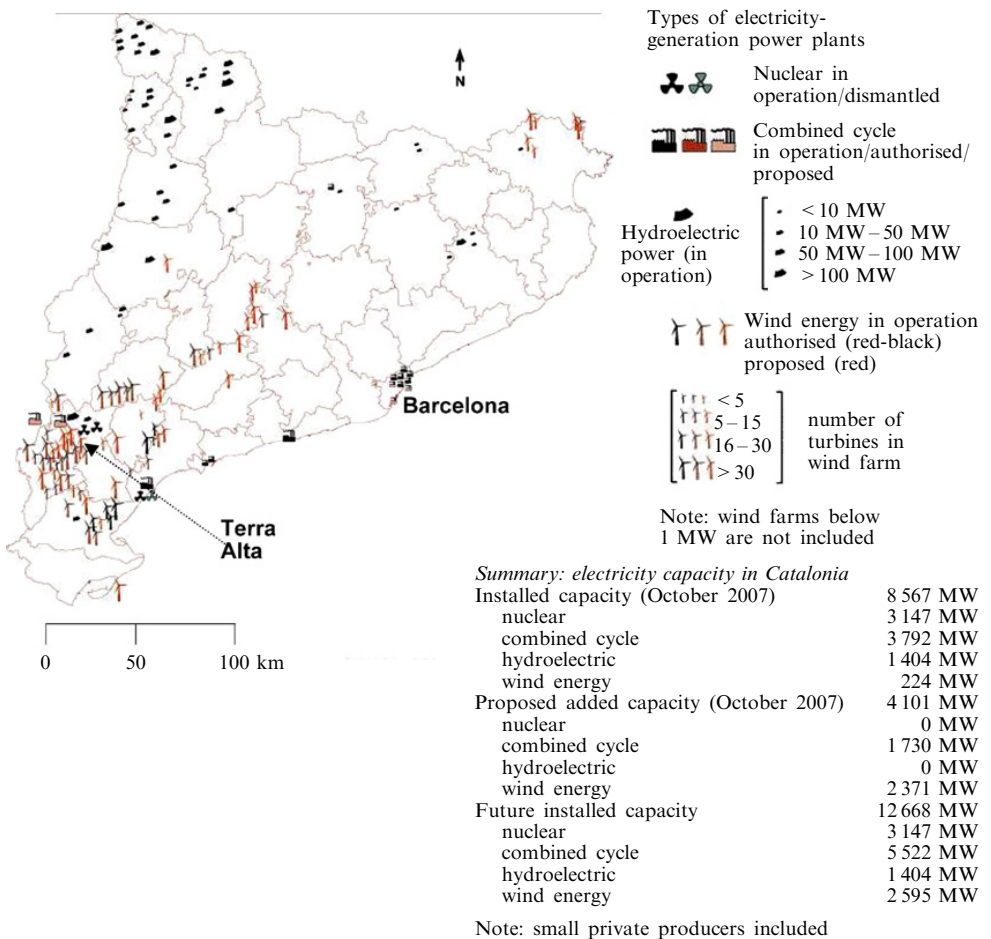 Types of electricity-
generation power plants
Nuclear in
operation/dismantled
Combined cycle
in operation/authorised/
proposed
Hydroelectric
power (in
operation)
< 10 MW
10 MW – 50 MW
50 MW – 100 MW
> 100 MW
Wind energy in operation
authorised (red-black)
proposed (red)
< 5
5 – 15
16 – 30
> 30
number of
turbines in
wind farm
Note: wind farms below
1 MW are not included
N
Barcelona
Terra
Alta
0 50 100 km
Summary: electricity capacity in Catalonia
Installed capacity (October 2007) 8 567 MW
nuclear 3 147 MW
combined cycle 3 792 MW
hydroelectric 1 404 MW
wind energy 224 MW
Proposed added capacity (October 2007) 4 101 MW
nuclear 0 MW
combined cycle 1 730 MW
hydroelectric 0 MW
wind energy 2 371 MW
Future installed capacity 12 668 MW
nuclear 3 147 MW
combined cycle 5 522 MW
hydroelectric 1 404 MW
wind energy 2 595 MW
Note: small private producers included